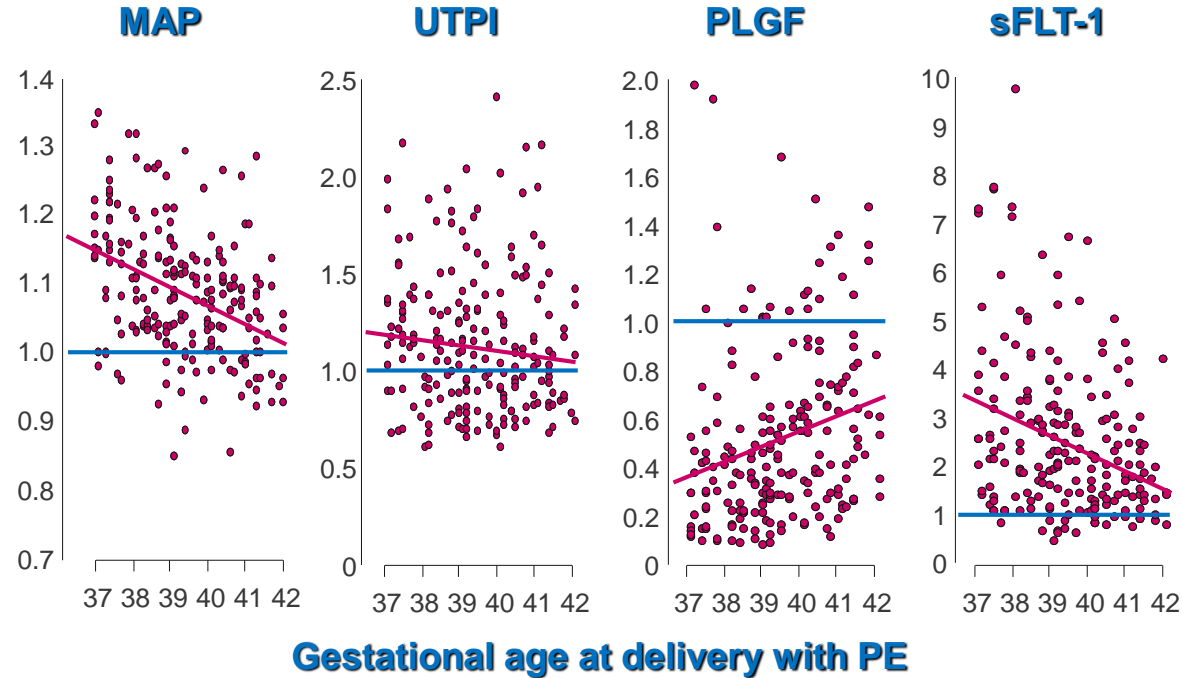 MAP UTPI PLGF sFLT-1
1.4 2.5 2.0 10
1.8 9
1.3 2.0 1.6 8
1.2 1.4 7
1.5 1.2 6
1.1 1.0 5
1.0 1.0 0.8 4
0.9 0.6 3
0.5 0.4 2
0.8 0.2 1
0.7 0 0 0
37 38 39 40 41 42 37 38 39 40 41 42 37 38 39 40 41 42 37 38 39 40 41 42
Gestational age at delivery with PE